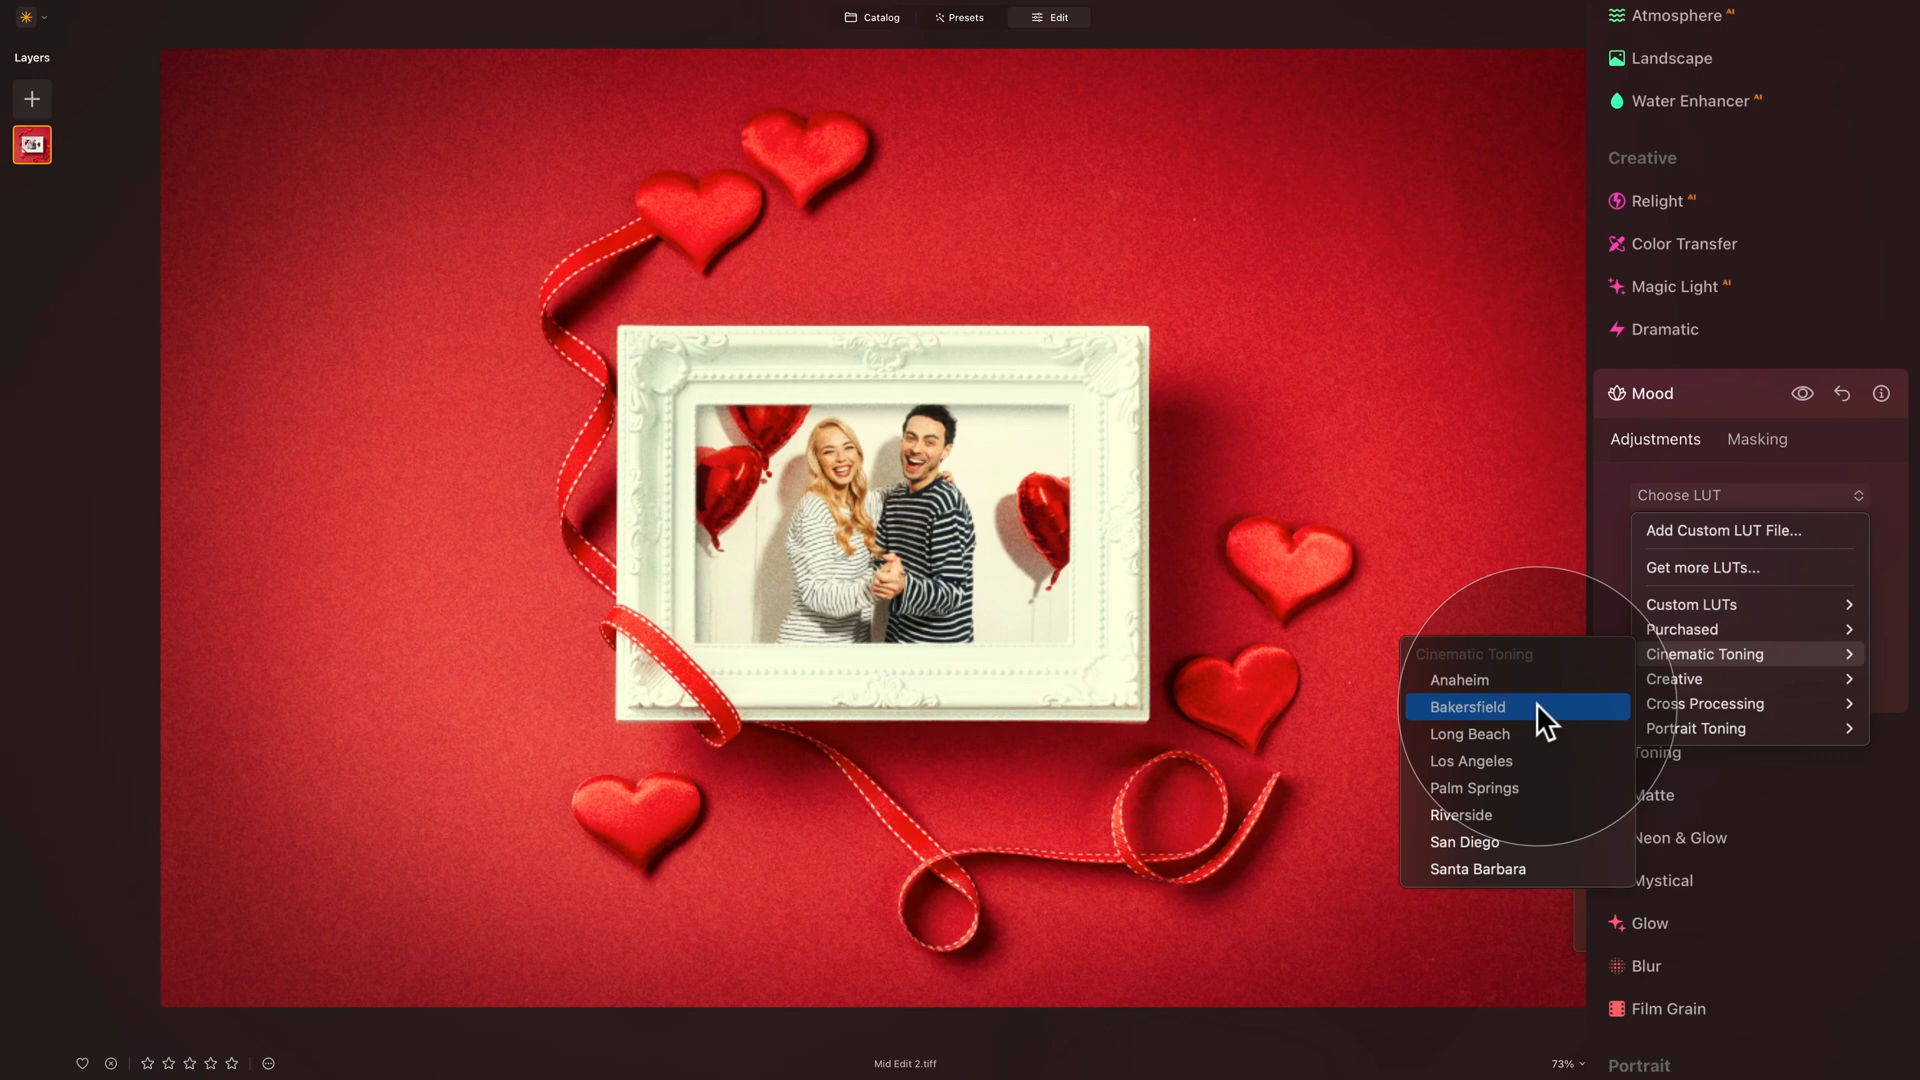 Catalog
Presets
Edit
Layers
Atmosphere AI
Landscape
Water Enhancer AI
Creative
Relight AI
Color Transfer
Magic Light AI
Dramatic
Mood
Adjustments
Masking
Choose LUT
Add Custom LUT File...
Get more LUTs...
Custom LUTs
Purchased
Cinematic Toning
Creative
Cross Processing
Portrait Toning
Cinematic Toning
Anaheim
Bakersfield
Long Beach
Los Angeles
Palm Springs
Riverside
San Diego
Santa Barbara
Toning
Matte
Neon & Glow
Mystical
Glow
Blur
Film Grain
Portrait
Mid Edit 2.tiff
73%